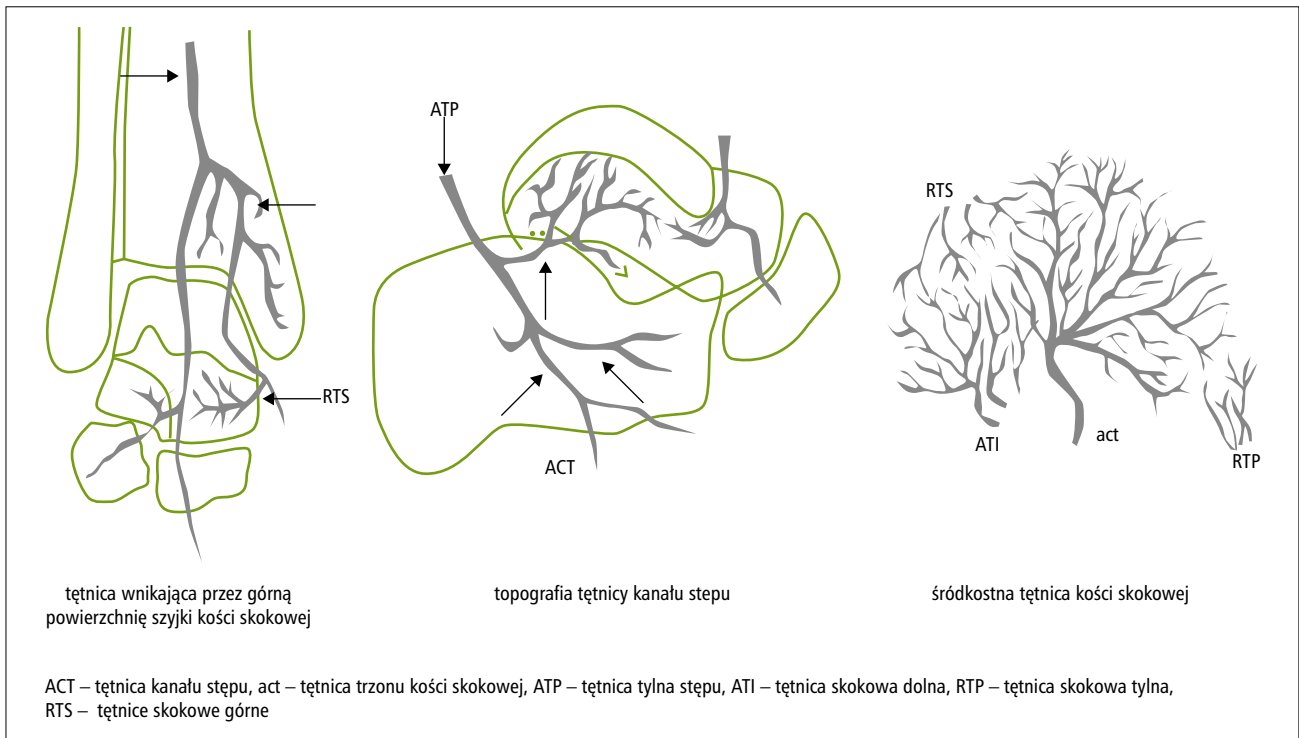 ATP
RTS
RTS
ACT
ATI
act
RTP
tętnica wnikająca przez górną
powierzchnię szyjki kości skokowej
topografia tętnicy kanału stepu
śródkostna tętnica kości skokowej
ACT – tętnica kanału stępu, act – tętnica trzonu kości skokowej, ATP – tętnica tylna stępu, ATI – tętnica skokowa dolna, RTP – tętnica skokowa tylna,
RTS – tętnice skokowe górne